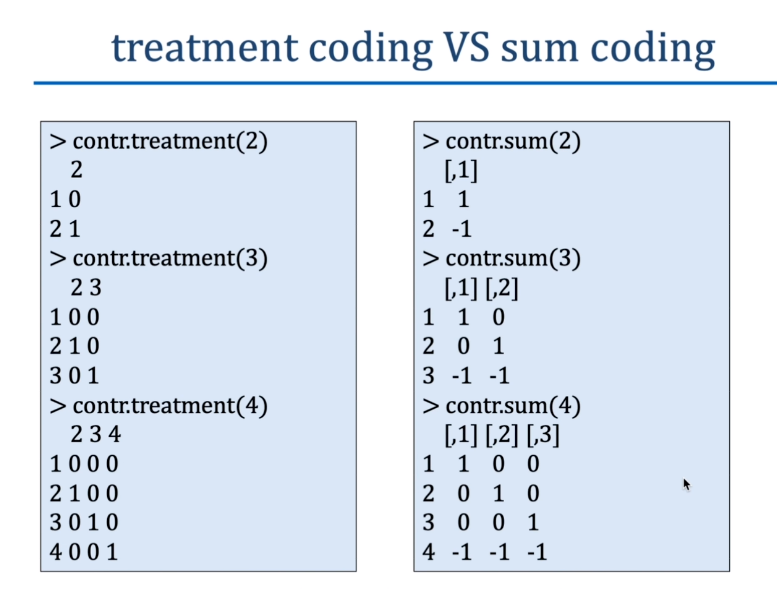 treatment coding VS sum coding
> contr.treatment(2)
2
1 0
2 1
> contr.treatment(3)
2 3
1 0 0
2 1 0
3 0 1
> contr.treatment(4)
2 3 4
1 0 0 0
2 1 0 0
3 0 1 0
4 0 0 1
> contr.sum(2)
[,1]
1 1
2 -1
> contr.sum(3)
[,1] [,2]
1 1 0
2 0 1
3 -1 -1
> contr.sum(4)
[,1] [,2] [,3]
1 1 0 0
2 0 1 0
3 0 0 1
4 -1 -1 -1